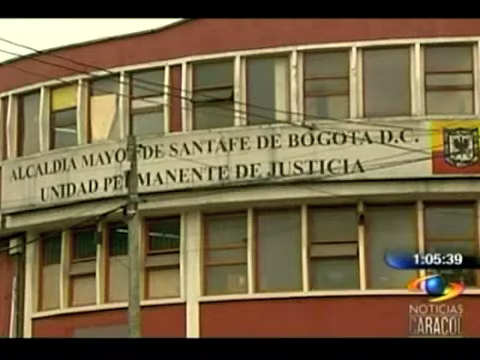 ALCALDIA MAYOR DE SANTAFE DE BOGOTA D.C.
UNIDAD PERMANENTE DE JUSTICIA
1:05:39
NOTICIAS
CARACOL